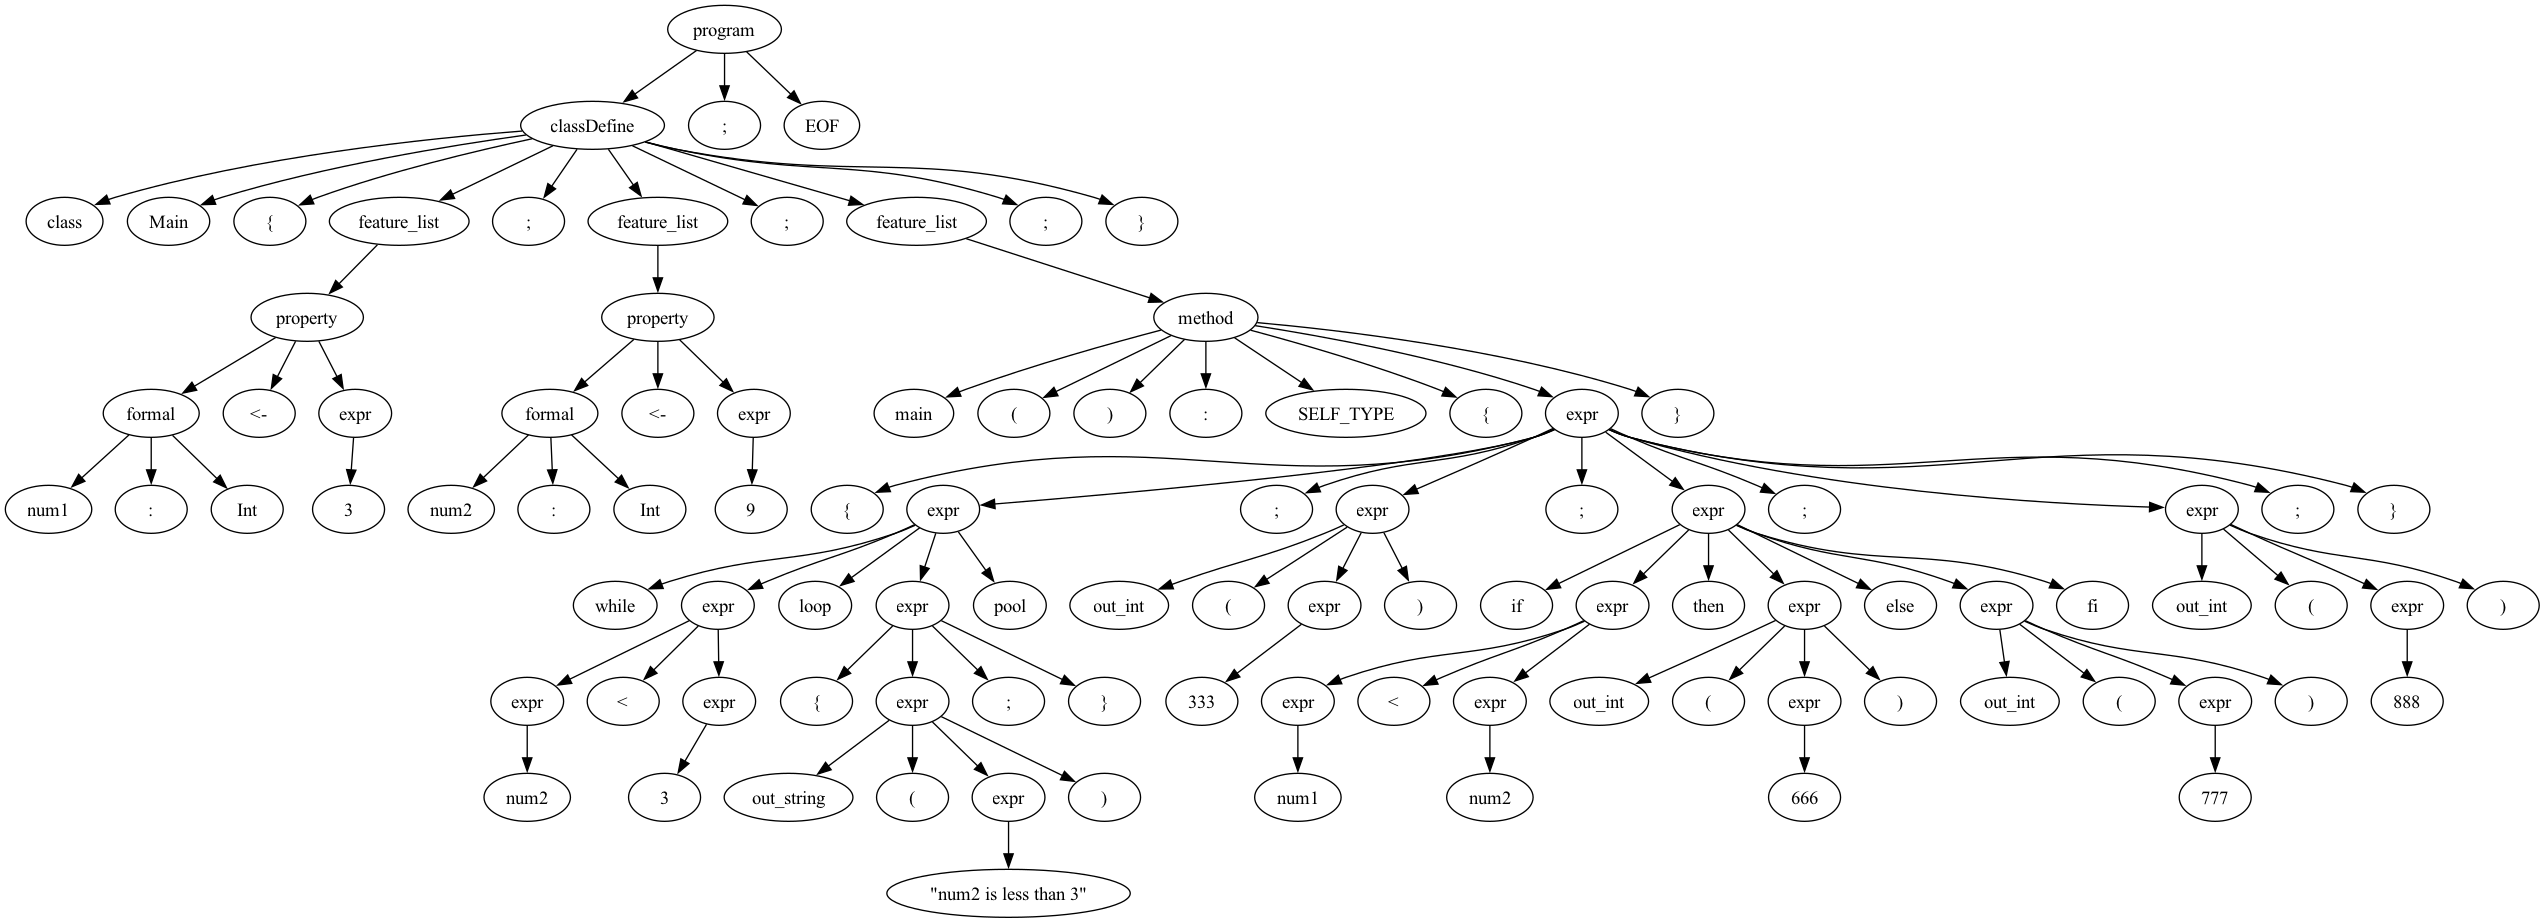 program
classDefine ; EOF
class Main { feature_list ; feature_list ; feature_list ; }
property property method
formal <- expr formal <- expr main ( ) : SELF_TYPE { expr }
num1 : Int 3 num2 : Int 9 { expr ; expr ; expr ; expr ; }
while expr loop expr pool out_int ( expr ) if expr then expr else expr fi out_int ( expr )
expr < expr { expr ; } 333 expr < expr out_int ( expr ) out_int ( expr ) 888
num2 3 out_string ( expr ) num1 num2 666 777
"num2 is less than 3"